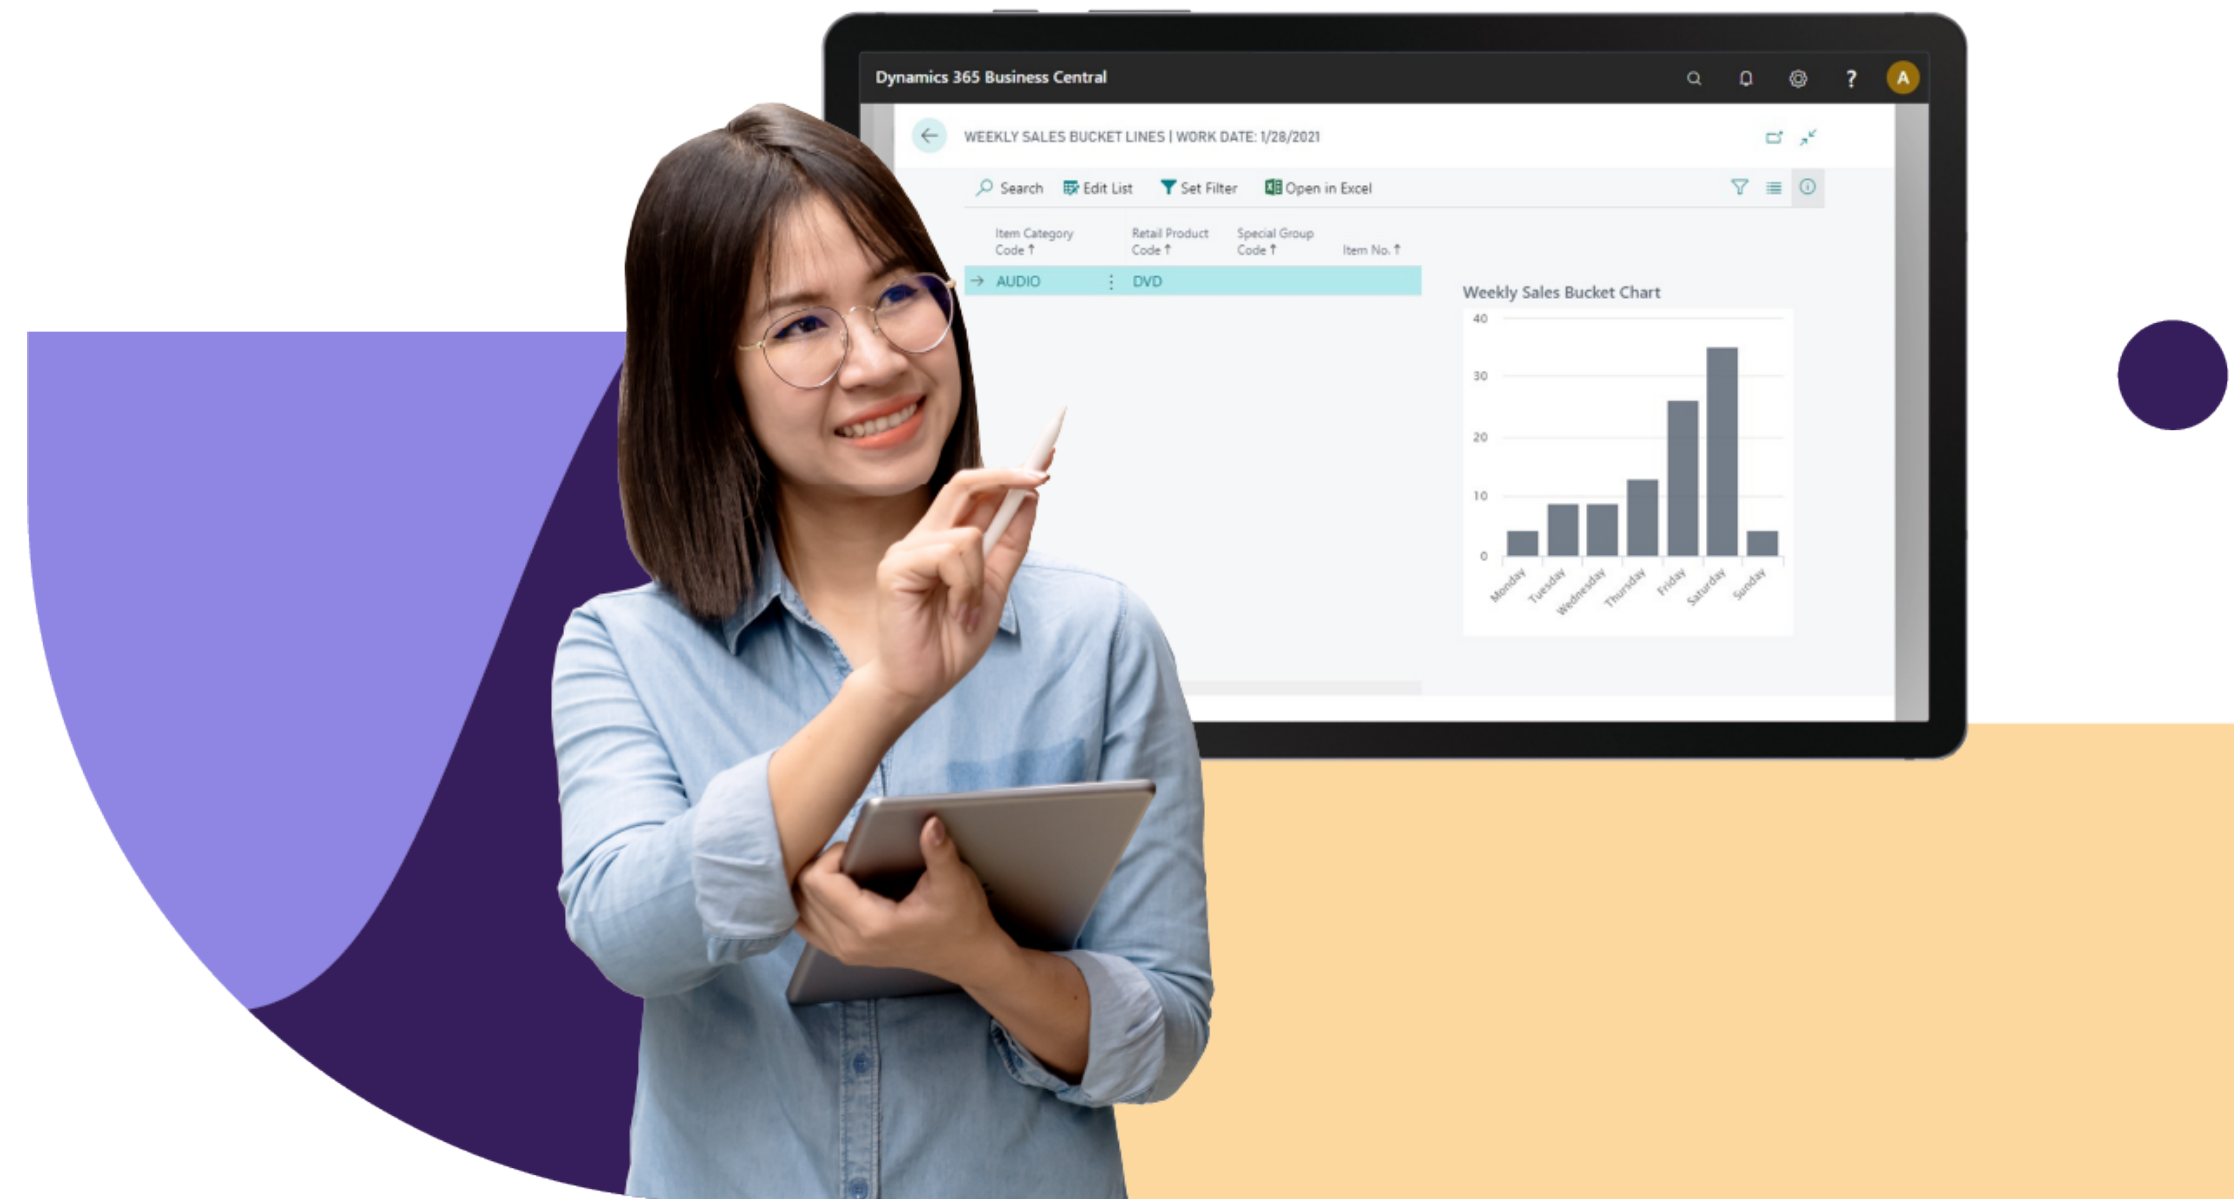 Dynamics 365 Business Central
?
A
WEEKLY SALES BUCKET LINES | WORK DATE: 1/28/2021
Search Edit List Set Filter Open in Excel
Item Category Code ↑
Retail Product Code ↑
Special Group Code ↑
Item No. ↑
→ AUDIO ⋮ DVD
Weekly Sales Bucket Chart
40
30
20
10
0
Monday Tuesday Wednesday Thursday Friday Saturday Sunday